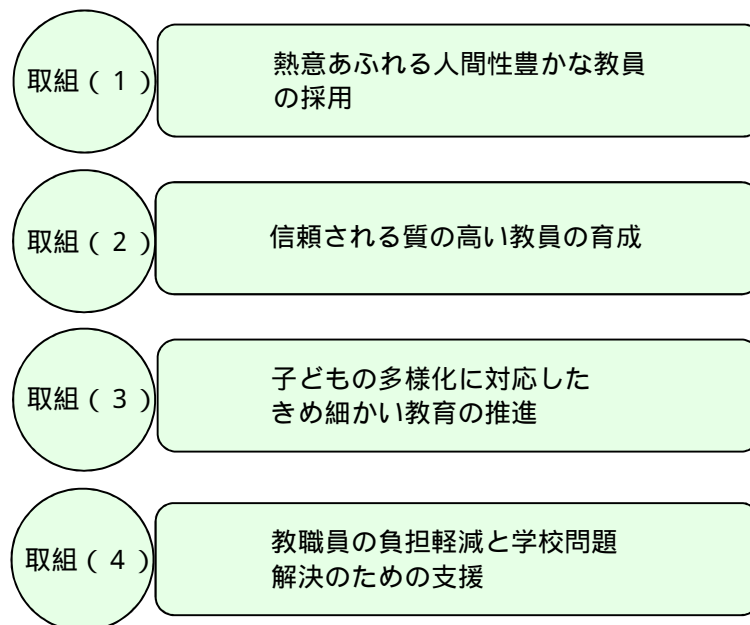 取組(1)
熱意あふれる人間性豊かな教員
の採用
取組(2)
信頼される質の高い教員の育成
取組(3)
子どもの多様化に対応した
きめ細かい教育の推進
取組(4)
教職員の負担軽減と学校問題
解決のための支援